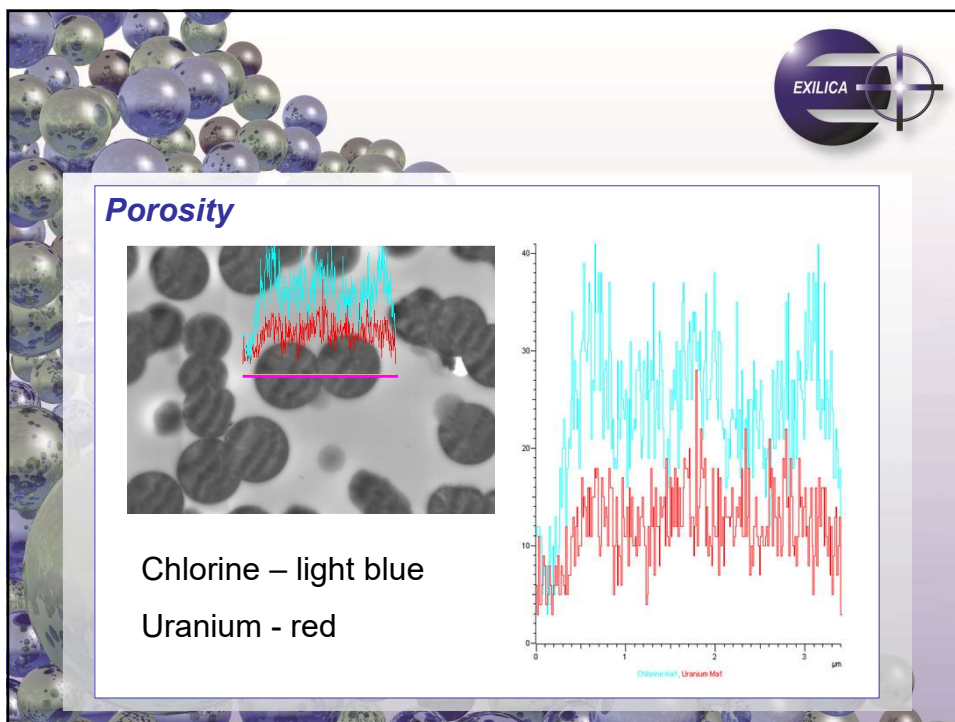 EXILICA
Porosity
Chlorine – light blue
Uranium - red
40
30
20
10
0
0 1 2 3
µm
Chlorine Ka1, Uranium Ma1